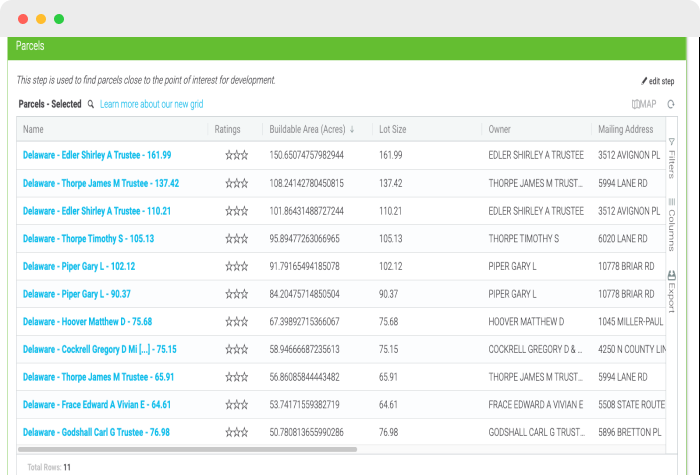 Parcels
This step is used to find parcels close to the point of interest for development.
edit step
Parcels - Selected Learn more about our new grid MAP
Name Ratings Buildable Area (Acres) ↓ Lot Size Owner Mailing Address
Delaware - Edler Shirley A Trustee - 161.99 150.65074757982944 161.99 EDLER SHIRLEY A TRUSTEE 3512 AVIGNON PL
Delaware - Thorpe James M Trustee - 137.42 108.24142780450815 137.42 THORPE JAMES M TRUST... 5994 LANE RD
Delaware - Edler Shirley A Trustee - 110.21 101.86431488727244 110.21 EDLER SHIRLEY A TRUSTEE 3512 AVIGNON PL
Delaware - Thorpe Timothy S - 105.13 95.89477263066965 105.13 THORPE TIMOTHY S 6020 LANE RD
Delaware - Piper Gary L - 102.12 91.79165494185078 102.12 PIPER GARY L 10778 BRIAR RD
Delaware - Piper Gary L - 90.37 84.20475714850504 90.37 PIPER GARY L 10778 BRIAR RD
Delaware - Hoover Matthew D - 75.68 67.39892715366067 75.68 HOOVER MATTHEW D 1045 MILLER-PAUL
Delaware - Cockrell Gregory D Mi [...] - 75.15 58.94666687235613 75.15 COCKRELL GREGORY D & .. 4250 N COUNTY LIN
Delaware - Thorpe James M Trustee - 65.91 56.86085844443482 65.91 THORPE JAMES M TRUST... 5994 LANE RD
Delaware - Frace Edward A Vivian E - 64.61 53.74171559382719 64.61 FRACE EDWARD A VIVIAN E 5508 STATE ROUTE
Delaware - Godshall Carl G Trustee - 76.98 50.780813655990286 76.98 GODSHALL CARL G TRUST... 5896 BRETTON PL
Filters
Columns
Export
Total Rows: 11